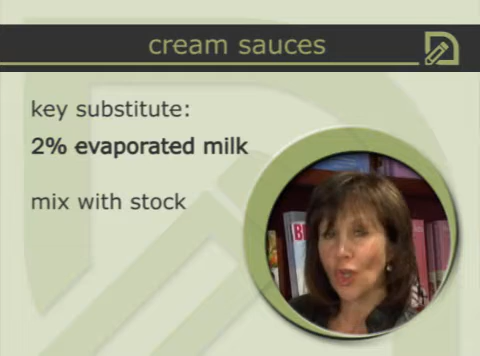 cream sauces
key substitute:
2% evaporated milk
mix with stock